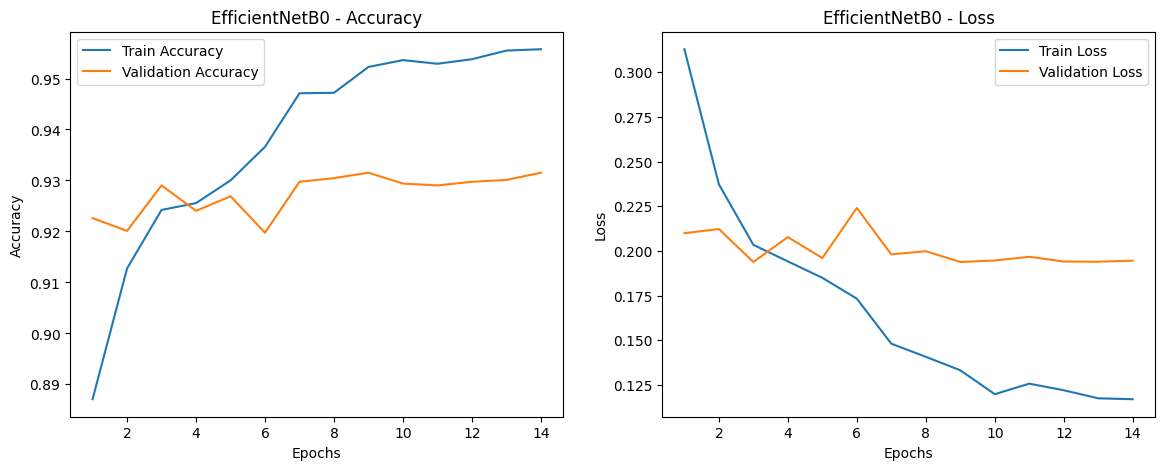 EfficientNetB0 - Accuracy
Train Accuracy
Validation Accuracy
0.95
0.94
0.93
0.92
0.91
0.90
0.89
Accuracy
2 4 6 8 10 12 14
Epochs
EfficientNetB0 - Loss
Train Loss
Validation Loss
0.300
0.275
0.250
0.225
0.200
0.175
0.150
0.125
Loss
2 4 6 8 10 12 14
Epochs